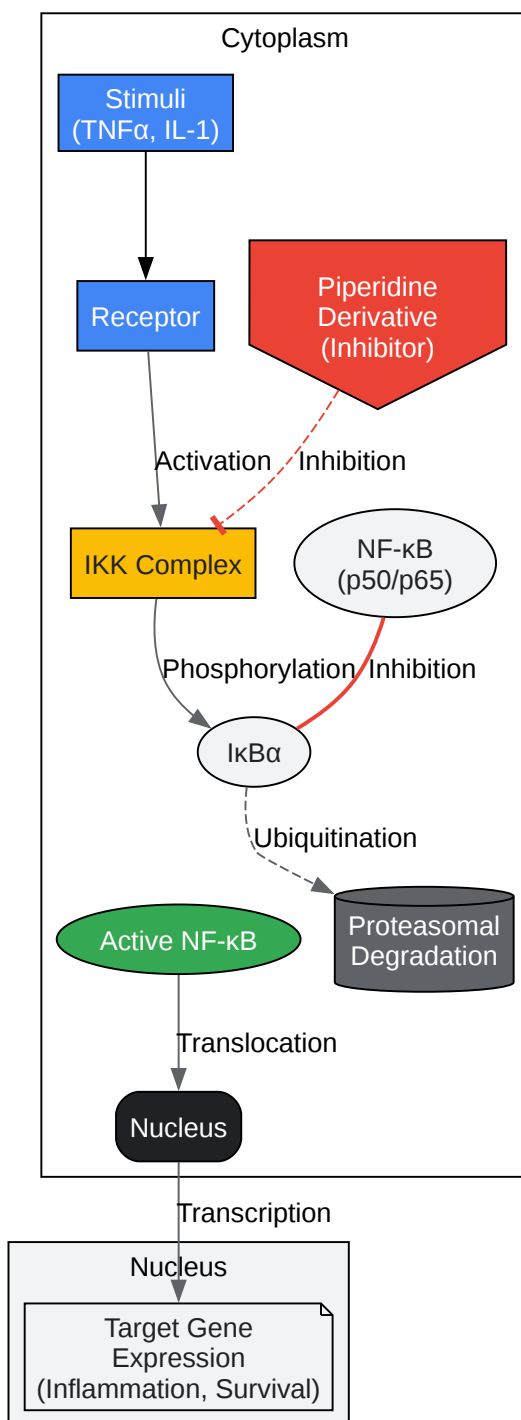 Cytoplasm
Stimuli
(TNFα, IL-1)
Receptor
Piperidine
Derivative
(Inhibitor)
Activation
Inhibition
IKK Complex
NF-κB
(p50/p65)
Phosphorylation
Inhibition
IκBα
Ubiquitination
Proteasomal
Degradation
Active NF-κB
Translocation
Nucleus
Transcription
Nucleus
Target Gene
Expression
(Inflammation, Survival)